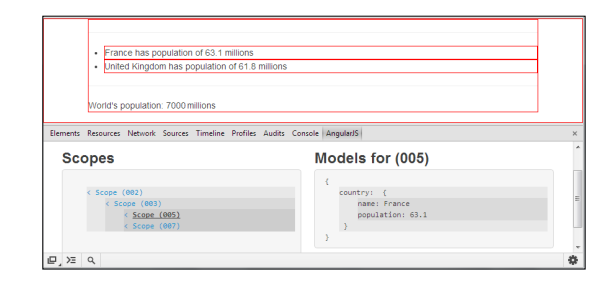 France has population of 63.1 millions
United Kingdom has population of 61.8 millions
World's population: 7000 millions
Elements Resources Network Sources Timeline Profiles Audits Console AngularJS ×
Scopes
< Scope (002)
< Scope (003)
< Scope (005)
< Scope (007)
Models for (005)
{
country: {
name: France
population: 63.1
}
}